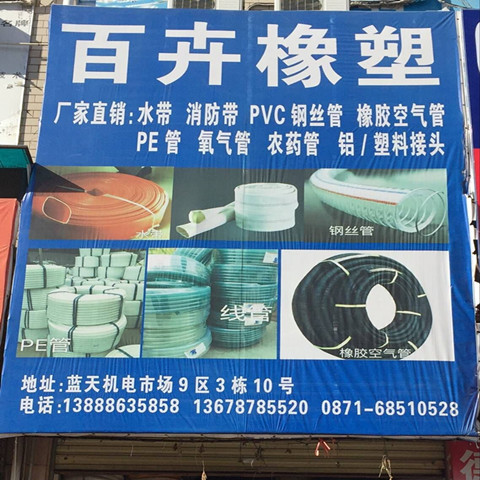 百卉橡塑
厂家直销:水带 消防带 PVC钢丝管 橡胶空气管
PE管 氧气管 农药管 铝/塑料接头
水带
钢丝管
PE管
线管
橡胶空气管
地址:蓝天机电市场9区3栋10号
电话:13888635858 13678785520 0871-68510528